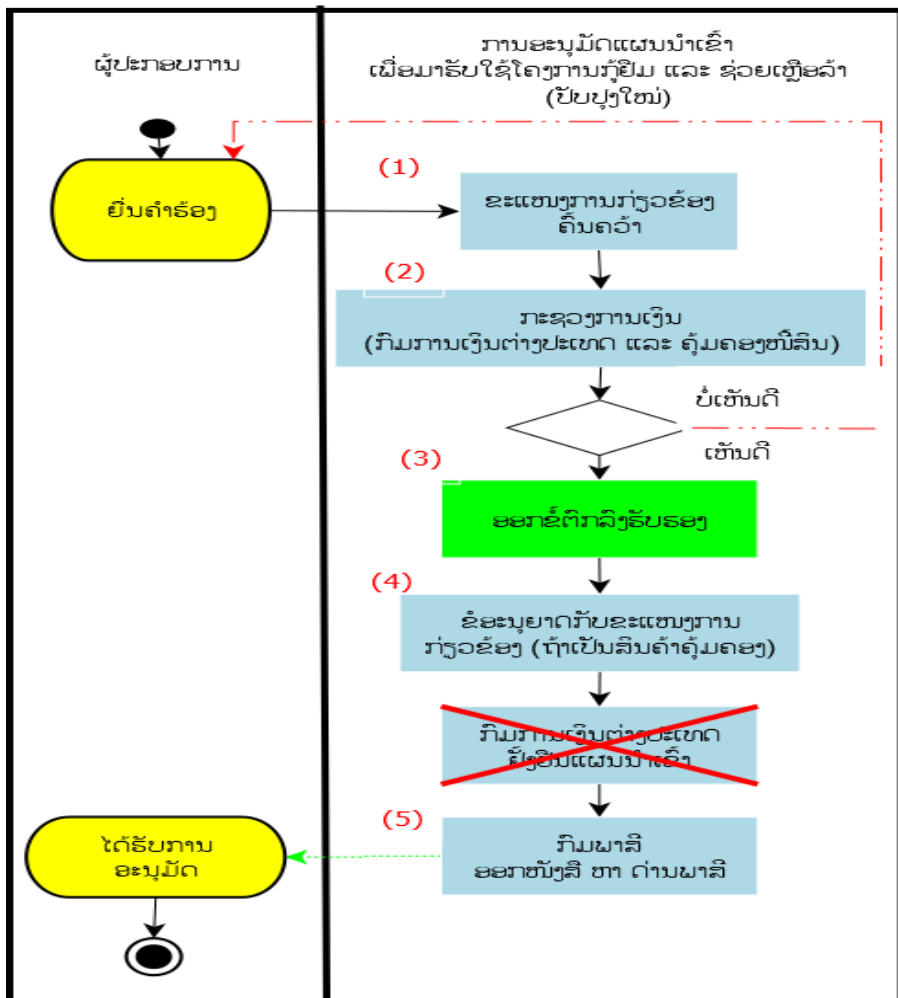 ຜູ້ປະກອບການ
ການອະນຸມັດແຜນນຳເຂົ້າ
ເພື່ອມາຮັບໃຊ້ໂຄງການກູ້ຢືມ ແລະ ຊ່ວຍເຫຼືອລ້າ
(ປັບປຸງໃໝ່)
ຍື່ນຄຳຮ້ອງ
(1)
ຂະແໜງການກ່ຽວຂ້ອງ
ຄົ້ນຄວ້າ
(2)
ກະຊວງການເງິນ
(ກົມການເງິນຕ່າງປະເທດ ແລະ ຄຸ້ມຄອງໜີ້ສິນ)
ບໍ່ເຫັນດີ
ເຫັນດີ
(3)
ອອກຂໍ້ຕົກລົງຮັບຮອງ
(4)
ຂໍອະນຸຍາດກັບຂະແໜງການ
ກ່ຽວຂ້ອງ (ຖ້າເປັນສິນຄ້າຄຸ້ມຄອງ)
ກົມການເງິນຕ່າງປະເທດ
ຢັ້ງຢືນແຜນນຳເຂົ້າ
(5)
ກົມພາສີ
ອອກໜັງສື ຫາ ດ່ານພາສີ
ໄດ້ຮັບການ
ອະນຸມັດ